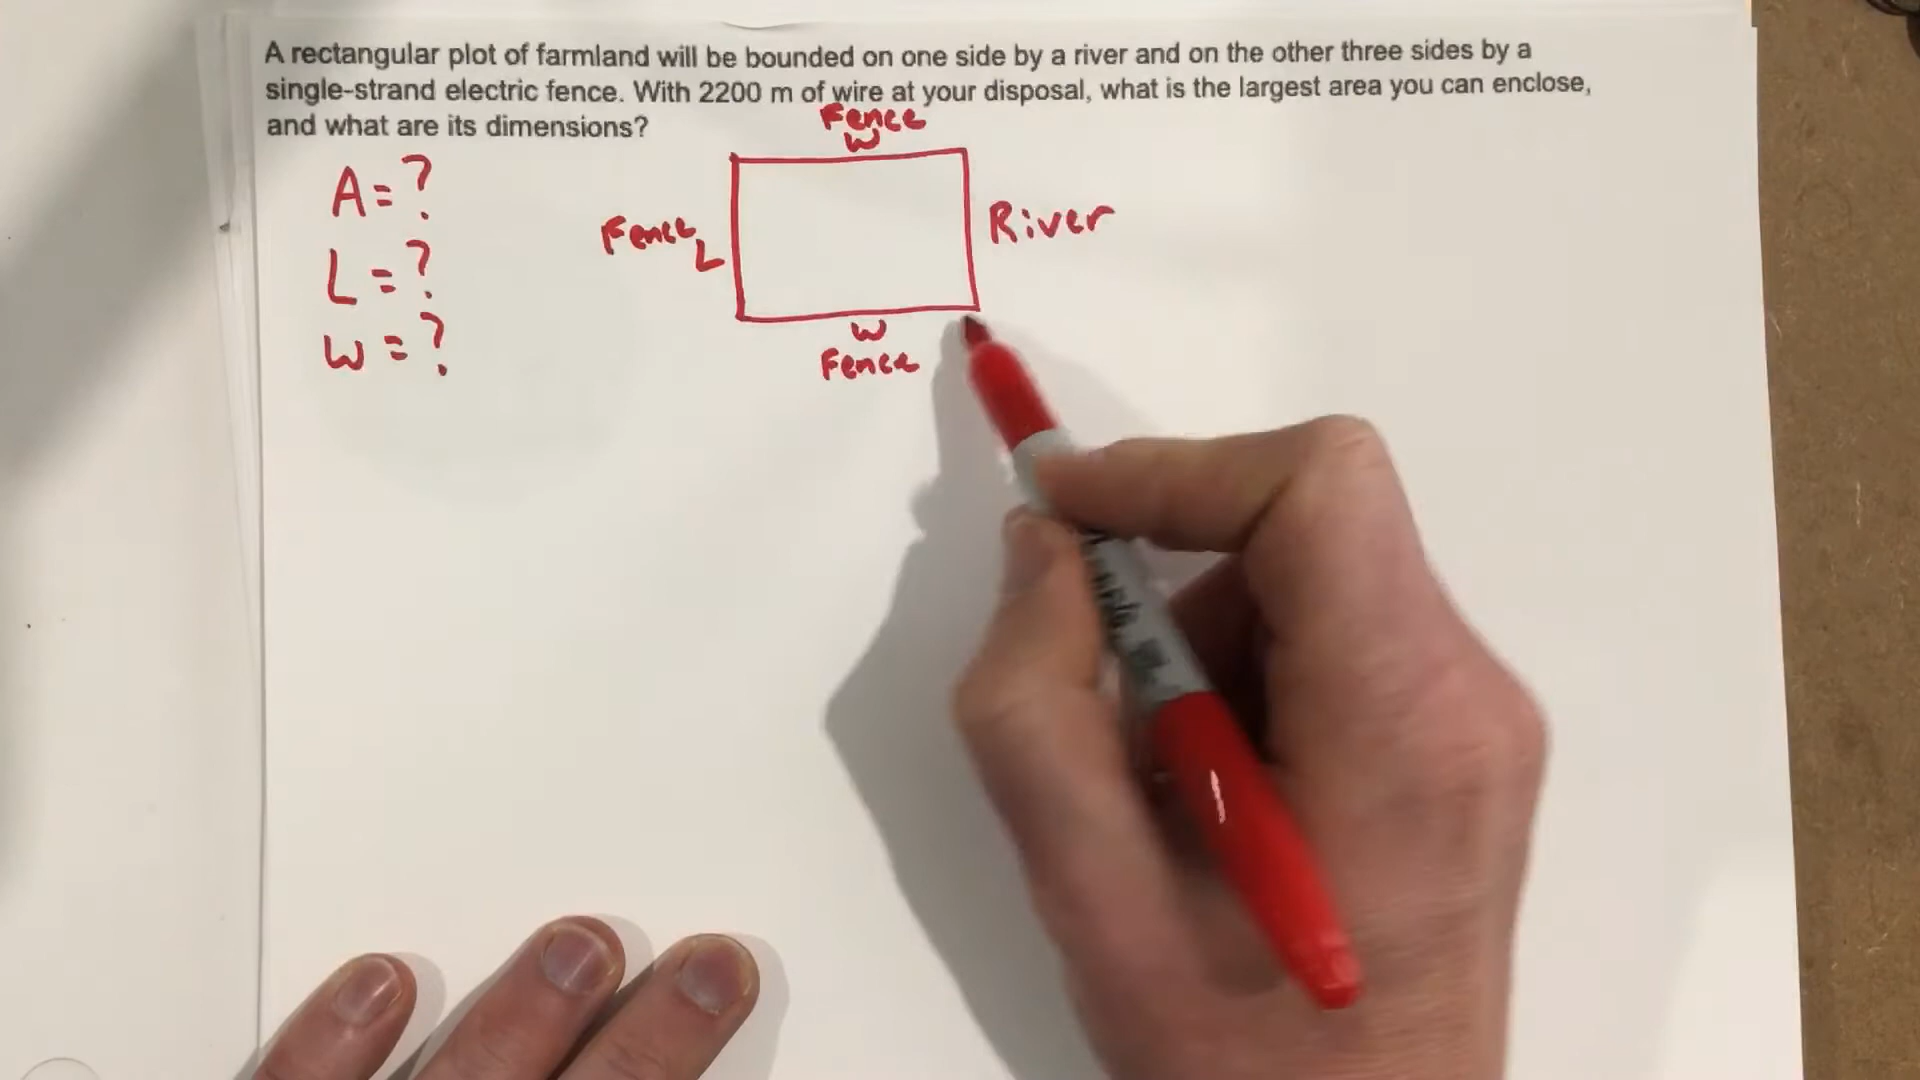 A rectangular plot of farmland will be bounded on one side by a river and on the other three sides by a
single-strand electric fence. With 2200 m of wire at your disposal, what is the largest area you can enclose,
and what are its dimensions?
Fence
W
A = ?
Fence
L
River
L = ?
W = ?
W
Fence